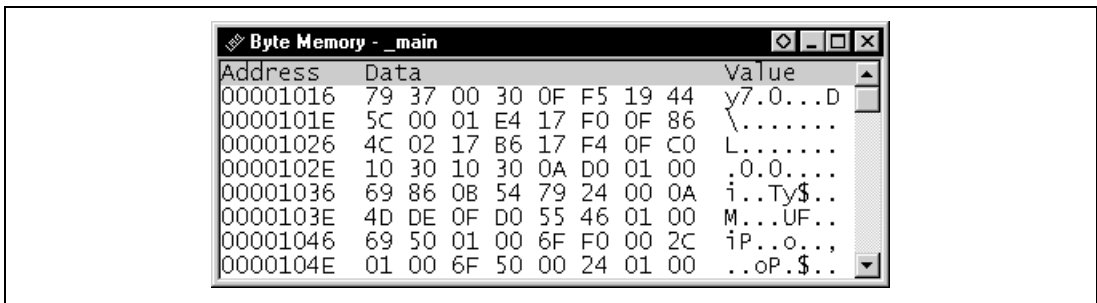 Byte Memory - _main
Address Data Value
00001016 79 37 00 30 0F F5 19 44 y7.0...D
0000101E 5C 00 01 E4 17 F0 0F 86 \.......
00001026 4C 02 17 B6 17 F4 0F C0 L.......
0000102E 10 30 10 30 0A D0 01 00 .0.0....
00001036 69 86 0B 54 79 24 00 0A i..Ty$..
0000103E 4D DE 0F D0 55 46 01 00 M...UF..
00001046 69 50 01 00 6F F0 00 2C iP..o..,
0000104E 01 00 6F 50 00 24 01 00 ..oP.$..